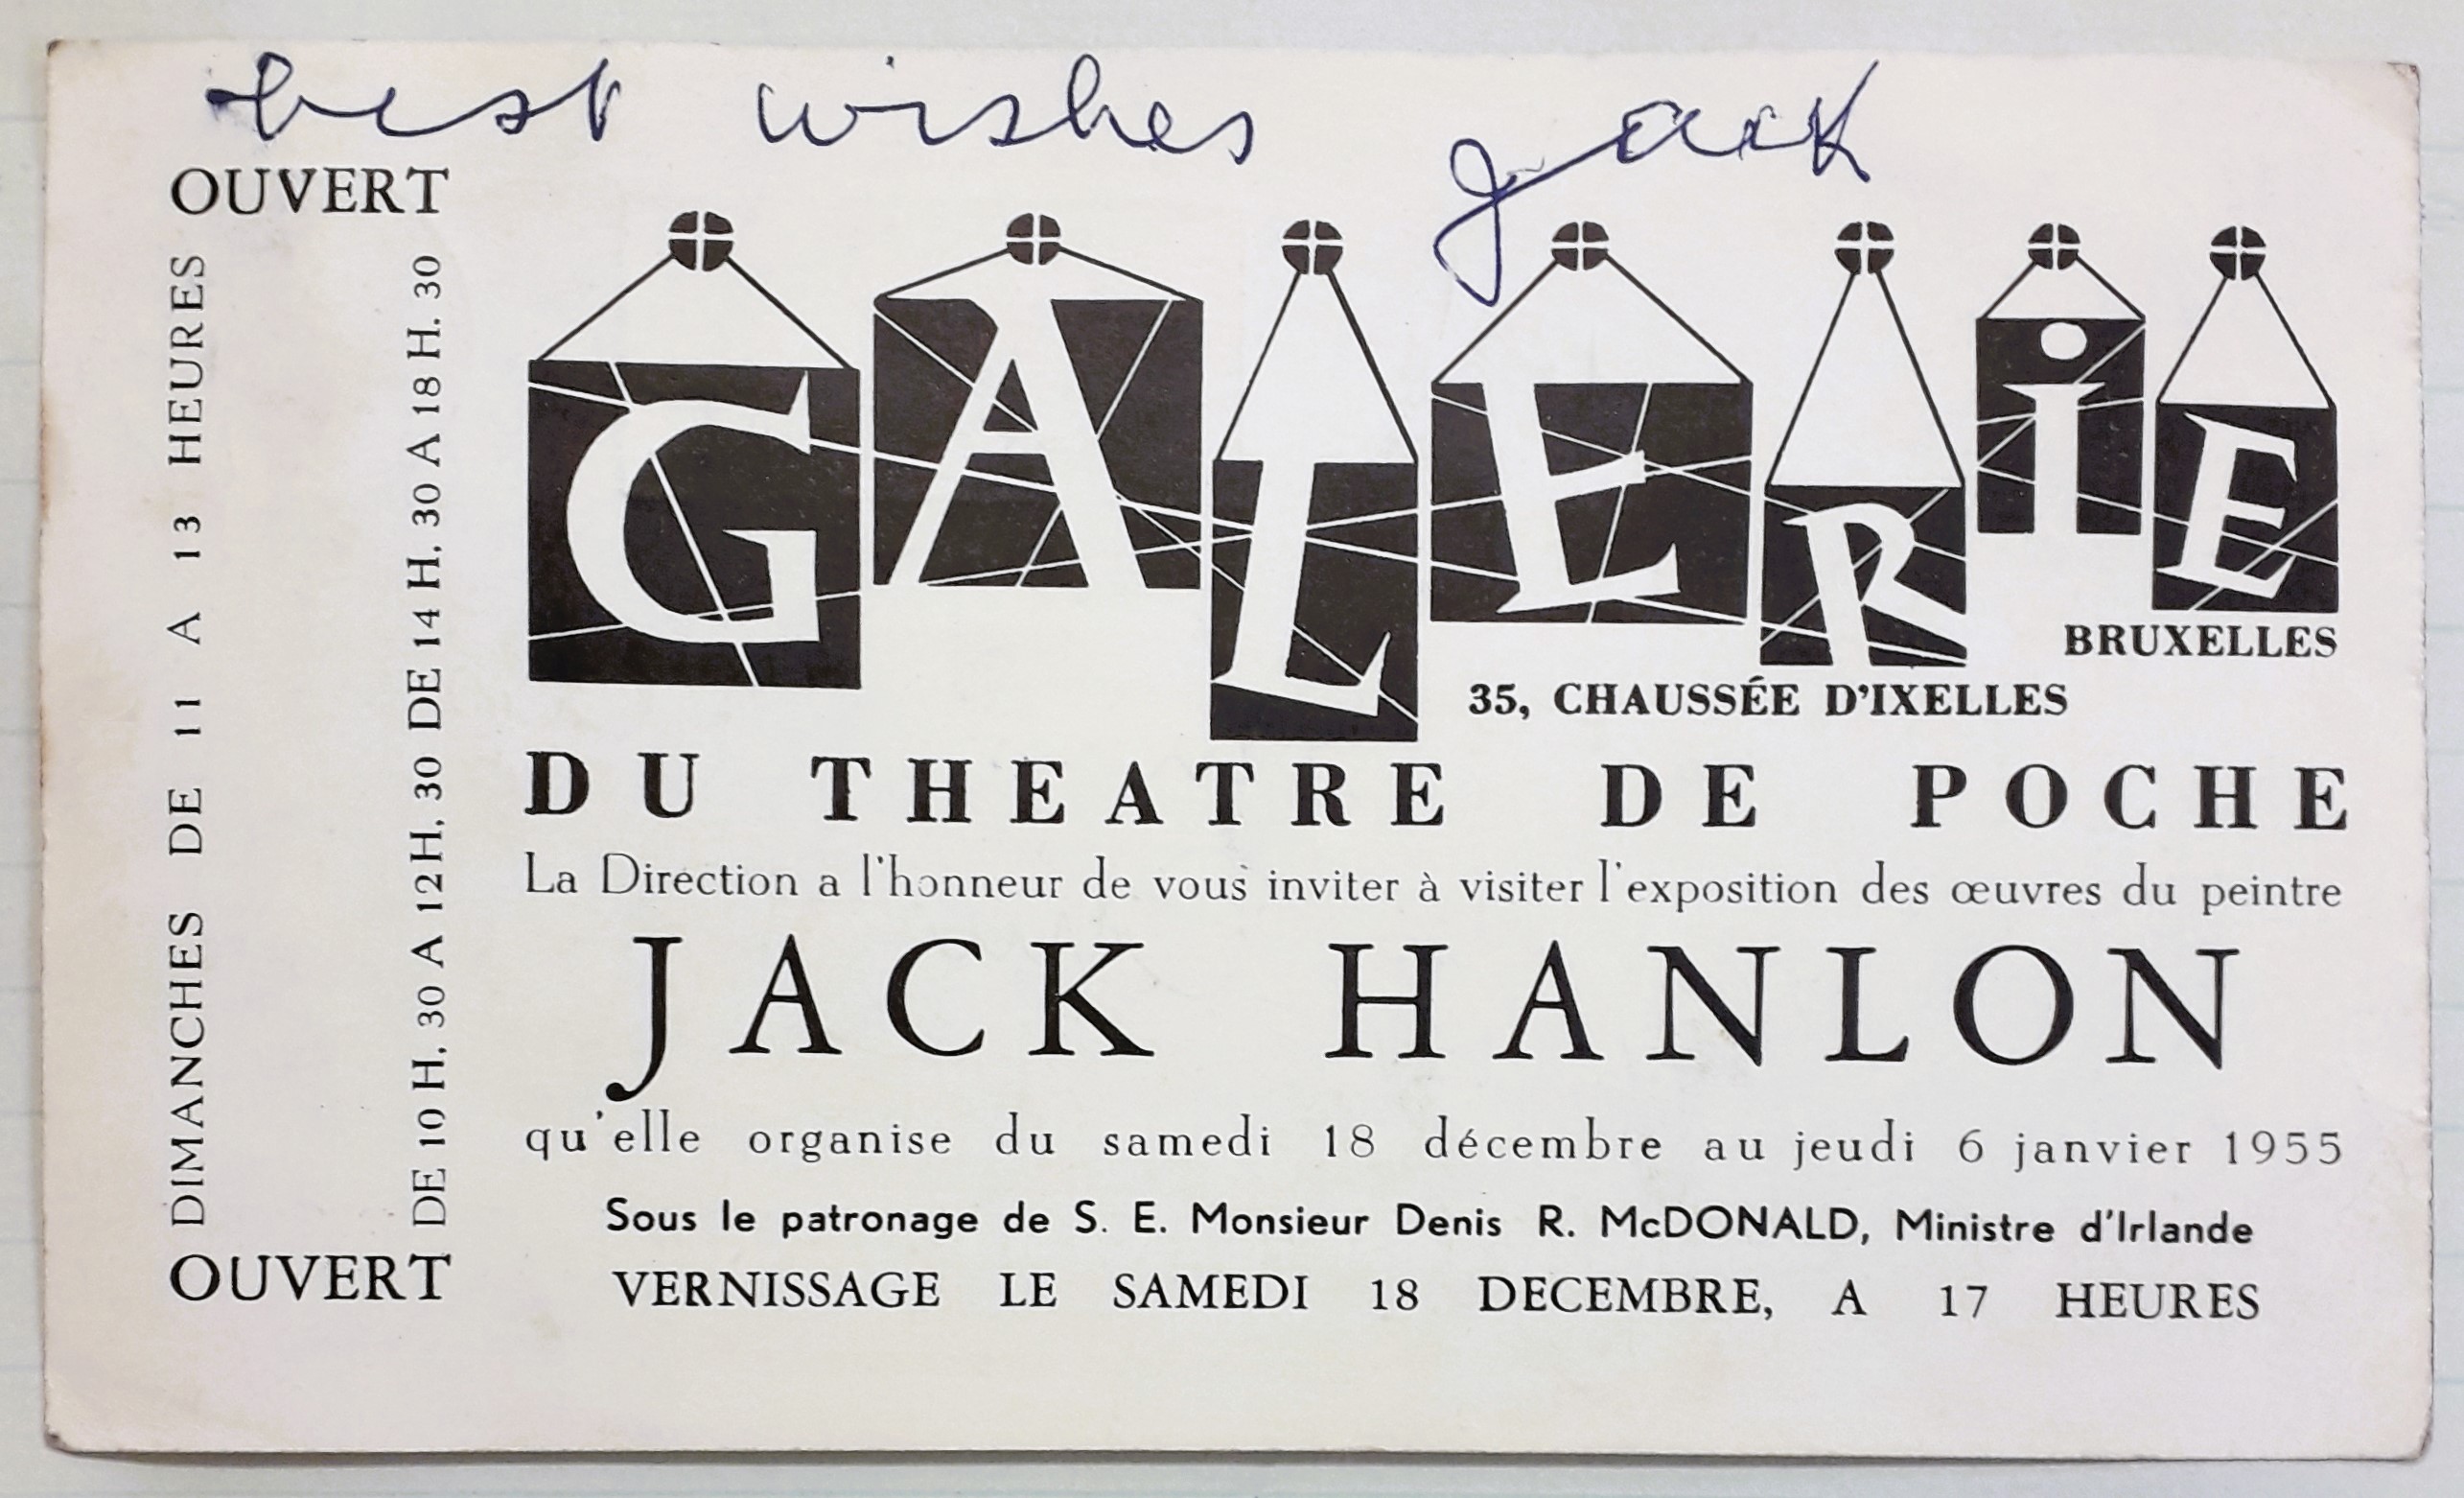 best wishes Jack
OUVERT
DIMANCHES DE 11 A 13 HEURES
DE 10 H. 30 A 12 H. 30 DE 14 H. 30 A 18 H. 30
OUVERT
GALERiE
BRUXELLES
35, CHAUSSÉE D'IXELLES
DU THEATRE DE POCHE
La Direction a l'honneur de vous inviter à visiter l'exposition des œuvres du peintre
JACK HANLON
qu'elle organise du samedi 18 décembre au jeudi 6 janvier 1955
Sous le patronage de S. E. Monsieur Denis R. McDONALD, Ministre d'Irlande
VERNISSAGE LE SAMEDI 18 DECEMBRE, A 17 HEURES